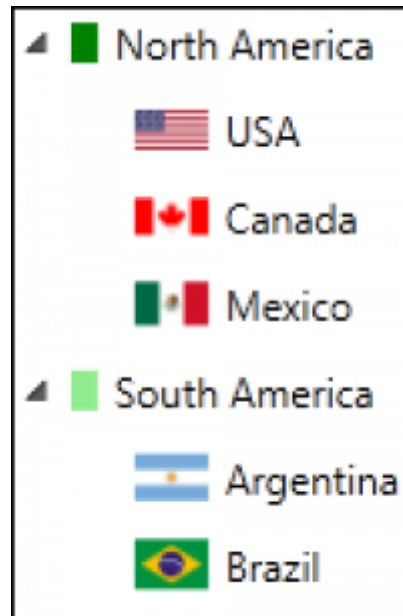 North America
USA
Canada
Mexico
South America
Argentina
Brazil